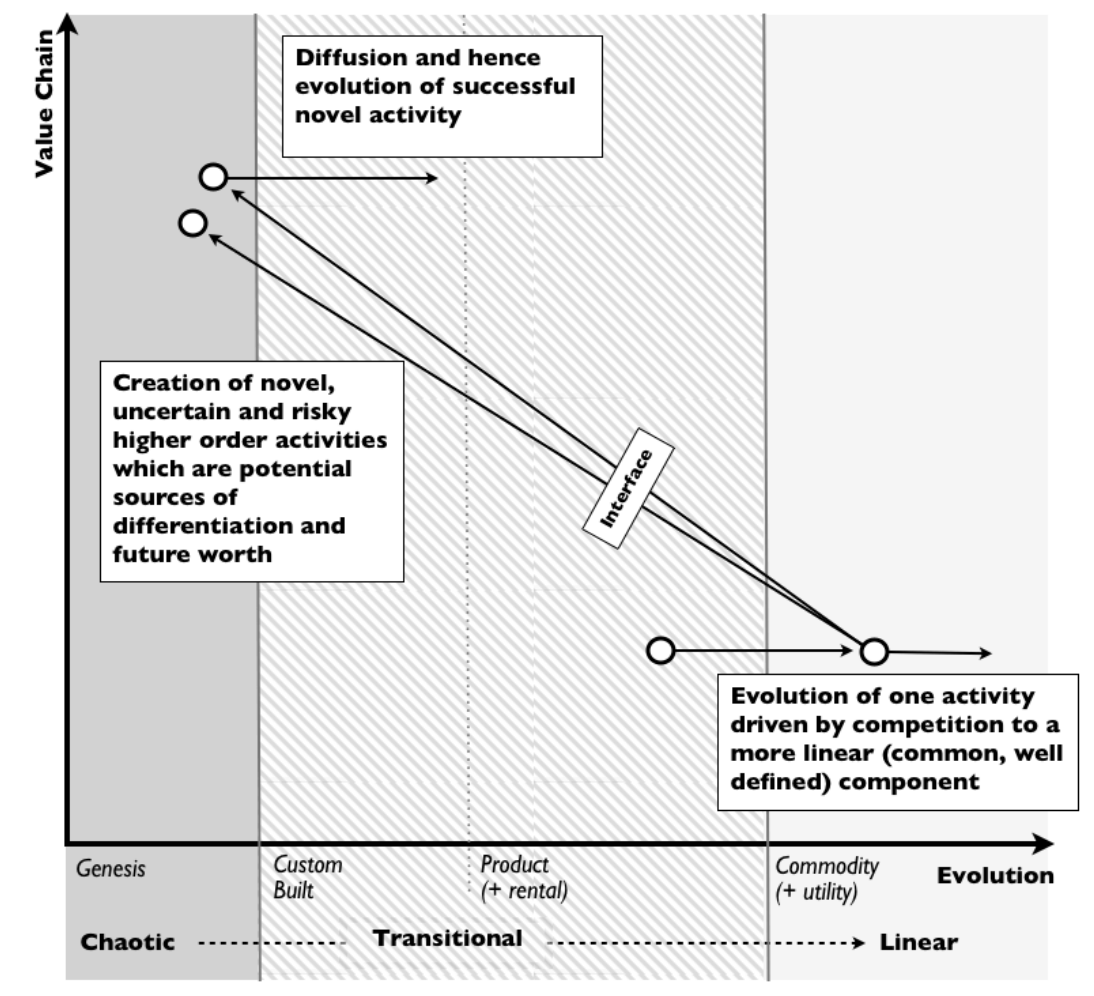 Value Chain
Diffusion and hence
evolution of successful
novel activity
Creation of novel,
uncertain and risky
higher order activities
which are potential
sources of
differentiation and
future worth
Interface
Evolution of one activity
driven by competition to a
more linear (common, well
defined) component
Genesis
Custom
Built
Product
(+ rental)
Commodity
(+ utility)
Evolution
Chaotic
Transitional
Linear